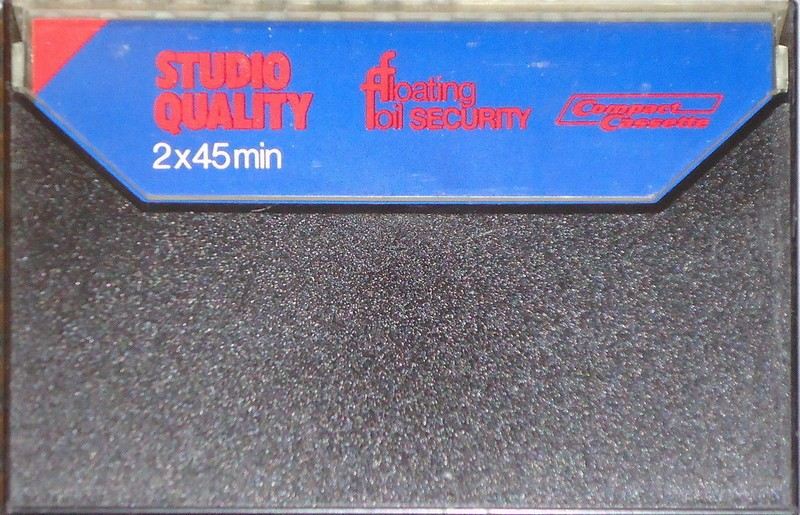 STUDIO
QUALITY
2x45min
floating
foil SECURITY
Compact
Cassette